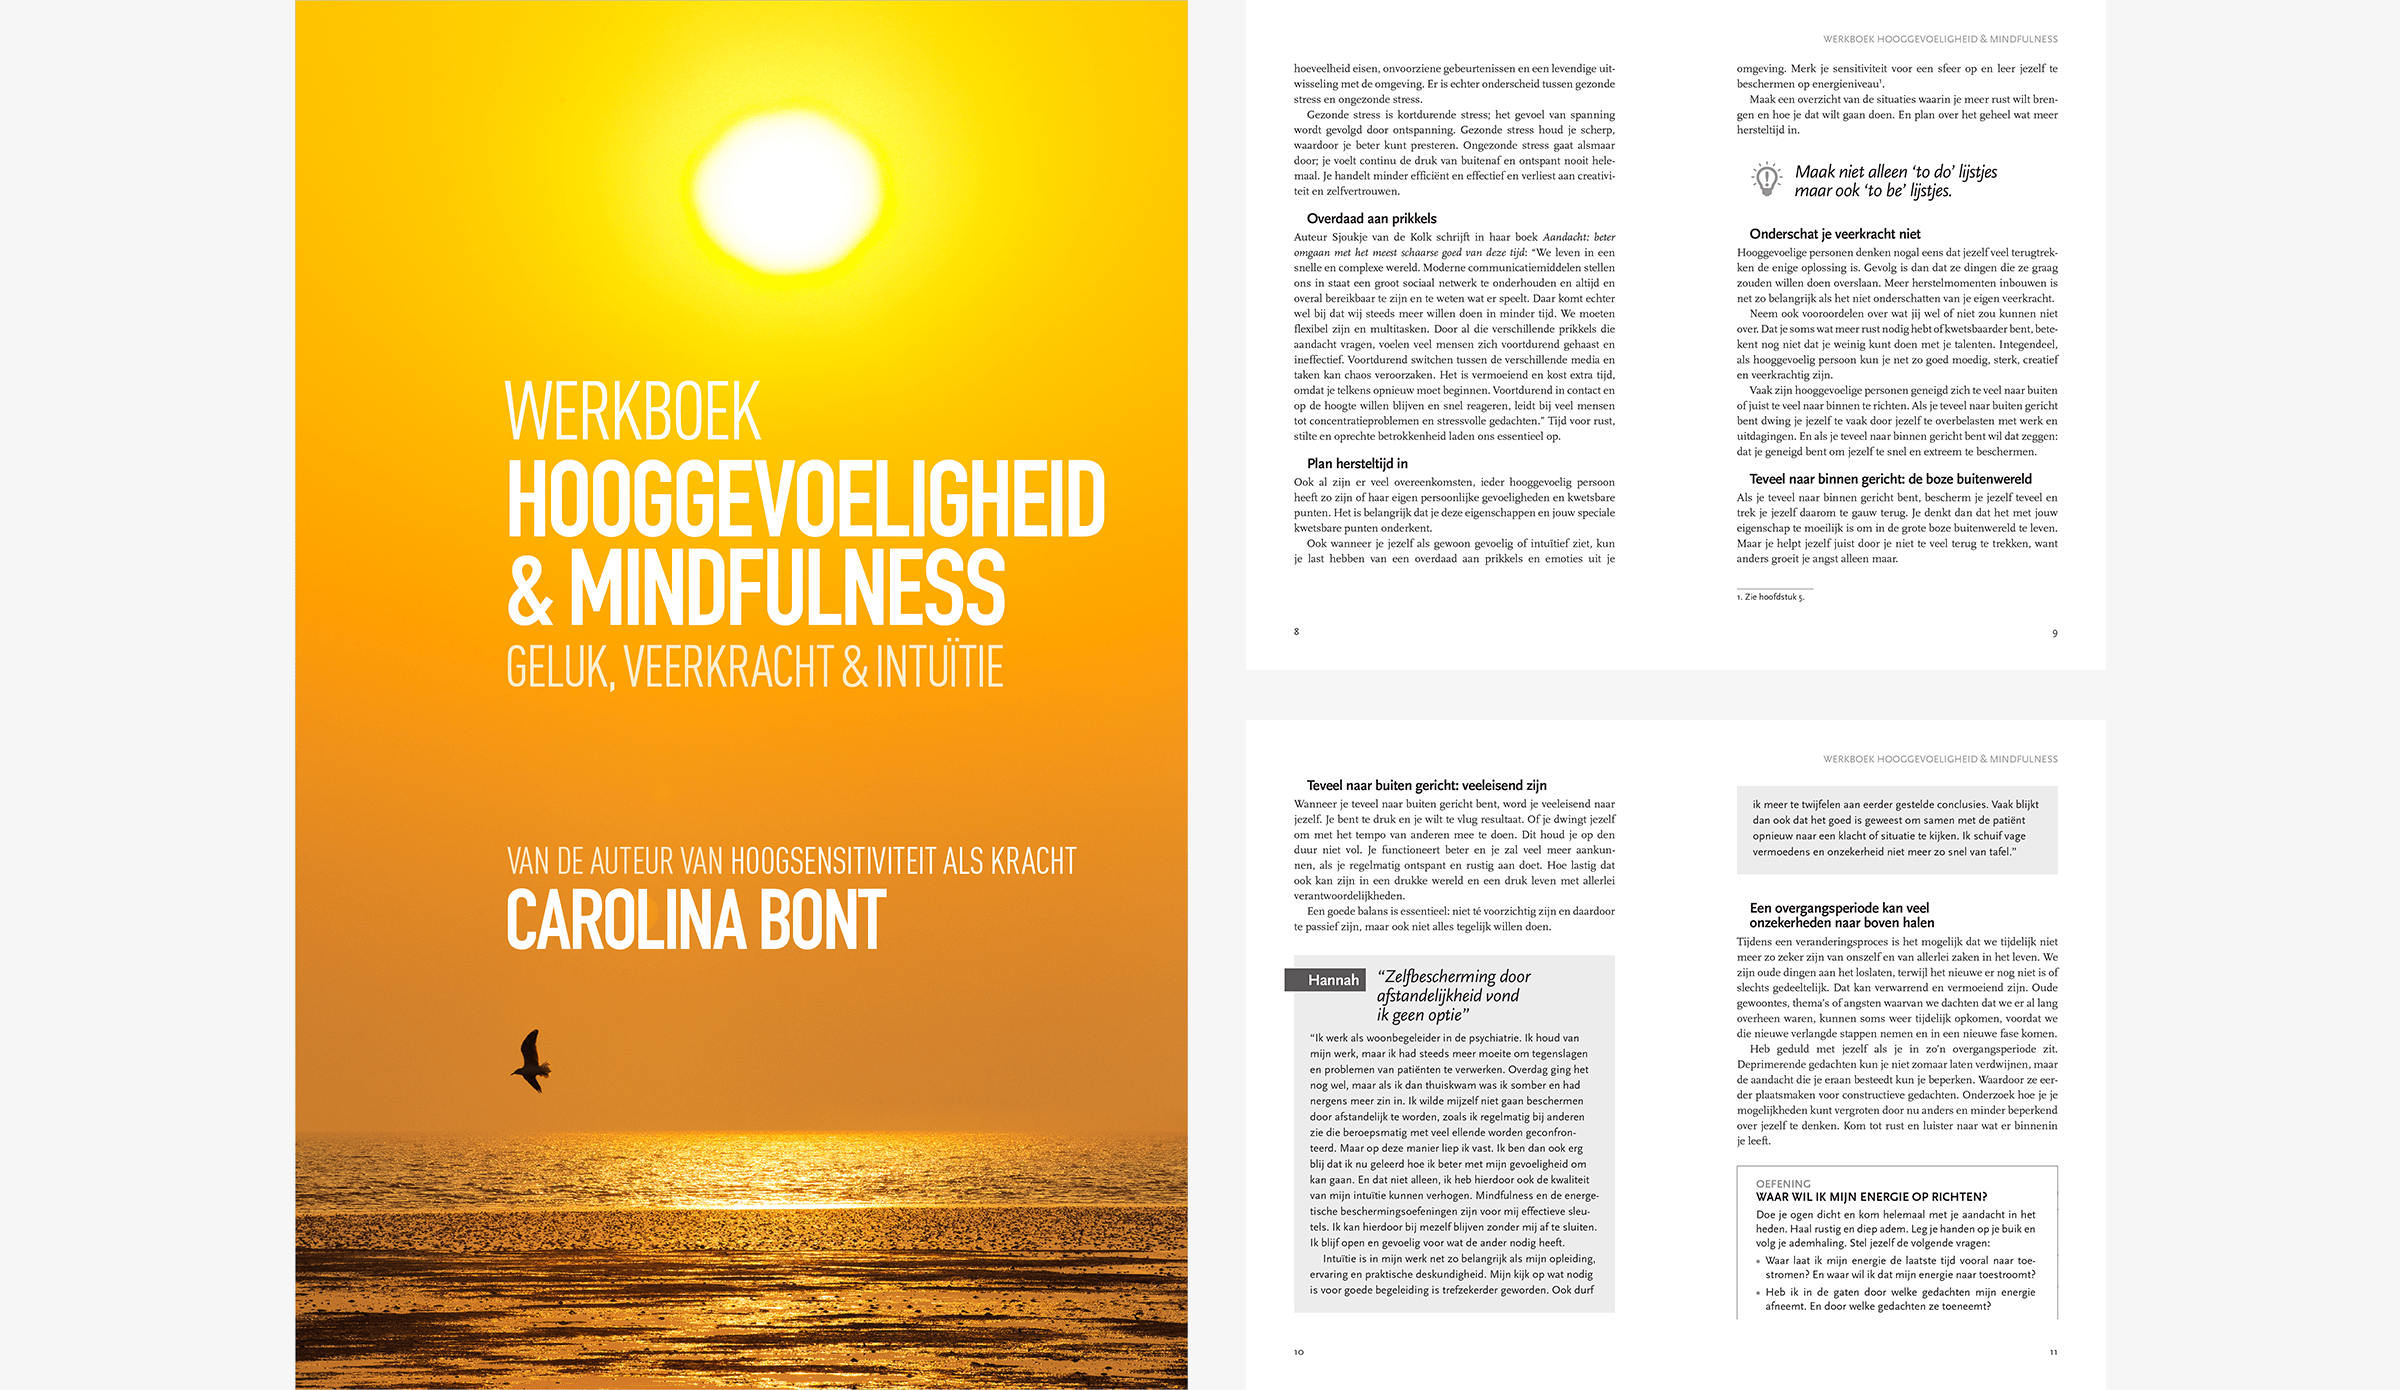 WERKBOEK
HOOGGEVOELIGHEID
& MINDFULNESS
GELUK, VEERKRACHT & INTUÏTIE
VAN DE AUTEUR VAN HOOGSENSITIVITEIT ALS KRACHT
CAROLINA BONT
hoeveelheid eisen, onvoorziene gebeurtenissen en een levendige uit-
wisseling met de omgeving. Er is echter onderscheid tussen gezonde
stress en ongezonde stress.
Gezonde stress is kortdurende stress; het gevoel van spanning
wordt gevolgd door ontspanning. Gezonde stress houd je scherp,
waardoor je beter kunt presteren. Ongezonde stress gaat alsmaar
door; je voelt continu de druk van buitenaf en ontspant nooit hele-
maal. Je handelt minder efficiënt en effectief en verliest aan creativi-
teit en zelfvertrouwen.
Overdaad aan prikkels
Auteur Sjoukje van de Kolk schrijft in haar boek Aandacht: beter
omgaan met het meest schaarse goed van deze tijd: “We leven in een
snelle en complexe wereld. Moderne communicatiemiddelen stellen
ons in staat een groot sociaal netwerk te onderhouden en altijd en
overal bereikbaar te zijn en te weten wat er speelt. Daar komt echter
wel bij dat wij steeds meer willen doen in minder tijd. We moeten
flexibel zijn en multitasken. Door al die verschillende prikkels die
aandacht vragen, voelen veel mensen zich voortdurend gehaast en
ineffectief. Voortdurend switchen tussen de verschillende media en
taken kan chaos veroorzaken. Het is vermoeiend en kost extra tijd,
omdat je telkens opnieuw moet beginnen. Voortdurend in contact en
op de hoogte willen blijven en snel reageren, leidt bij veel mensen
tot concentratieproblemen en stressvolle gedachten.” Tijd voor rust,
stilte en oprechte betrokkenheid laden ons essentieel op.
Plan hersteltijd in
Ook al zijn er veel overeenkomsten, ieder hooggevoelig persoon
heeft zo zijn of haar eigen persoonlijke gevoeligheden en kwetsbare
punten. Het is belangrijk dat je deze eigenschappen en jouw speciale
kwetsbare punten onderkent.
Ook wanneer je jezelf als gewoon gevoelig of intuïtief ziet, kun
je last hebben van een overdaad aan prikkels en emoties uit je
8
WERKBOEK HOOGGEVOELIGHEID & MINDFULNESS
omgeving. Merk je sensitiviteit voor een sfeer op en leer jezelf te
beschermen op energieniveau¹.
Maak een overzicht van de situaties waarin je meer rust wilt bren-
gen en hoe je dat wilt gaan doen. En plan over het geheel wat meer
hersteltijd in.
Maak niet alleen ‘to do’ lijstjes
maar ook ‘to be’ lijstjes.
Onderschat je veerkracht niet
Hooggevoelige personen denken nogal eens dat jezelf veel terugtrek-
ken de enige oplossing is. Gevolg is dan dat ze dingen die ze graag
zouden willen doen overslaan. Meer herstelmomenten inbouwen is
net zo belangrijk als het niet onderschatten van je eigen veerkracht.
Neem ook vooroordelen over wat jij wel of niet zou kunnen niet
over. Dat je soms wat meer rust nodig hebt of kwetsbaarder bent, bete-
kent nog niet dat je weinig kunt doen met je talenten. Integendeel,
als hooggevoelig persoon kun je net zo goed moedig, sterk, creatief
en veerkrachtig zijn.
Vaak zijn hooggevoelige personen geneigd zich te veel naar buiten
of juist te veel naar binnen te richten. Als je teveel naar buiten gericht
bent dwing je jezelf te vaak door jezelf te overbelasten met werk en
uitdagingen. En als je teveel naar binnen gericht bent wil dat zeggen:
dat je geneigd bent om jezelf te snel en extreem te beschermen.
Teveel naar binnen gericht: de boze buitenwereld
Als je teveel naar binnen gericht bent, bescherm je jezelf teveel en
trek je jezelf daarom te gauw terug. Je denkt dan dat het met jouw
eigenschap te moeilijk is om in de grote boze buitenwereld te leven.
Maar je helpt jezelf juist door je niet te veel terug te trekken, want
anders groeit je angst alleen maar.
1. Zie hoofdstuk 5.
9
Teveel naar buiten gericht: veeleisend zijn
Wanneer je teveel naar buiten gericht bent, word je veeleisend naar
jezelf. Je bent te druk en je wilt te vlug resultaat. Of je dwingt jezelf
om met het tempo van anderen mee te doen. Dit houd je op den
duur niet vol. Je functioneert beter en je zal veel meer aankun-
nen, als je regelmatig ontspant en rustig aan doet. Hoe lastig dat
ook kan zijn in een drukke wereld en een druk leven met allerlei
verantwoordelijkheden.
Een goede balans is essentieel: niet té voorzichtig zijn en daardoor
te passief zijn, maar ook niet alles tegelijk willen doen.
Hannah
“Zelfbescherming door
afstandelijkheid vond
ik geen optie”
“Ik werk als woonbegeleider in de psychiatrie. Ik houd van
mijn werk, maar ik had steeds meer moeite om tegenslagen
en problemen van patiënten te verwerken. Overdag ging het
nog wel, maar als ik dan thuiskwam was ik somber en had
nergens meer zin in. Ik wilde mijzelf niet gaan beschermen
door afstandelijk te worden, zoals ik regelmatig bij anderen
zie die beroepsmatig met veel ellende worden geconfron-
teerd. Maar op deze manier liep ik vast. Ik ben dan ook erg
blij dat ik nu geleerd hoe ik beter met mijn gevoeligheid om
kan gaan. En dat niet alleen, ik heb hierdoor ook de kwaliteit
van mijn intuïtie kunnen verhogen. Mindfulness en de energe-
tische beschermingsoefeningen zijn voor mij effectieve sleu-
tels. Ik kan hierdoor bij mezelf blijven zonder mij af te sluiten.
Ik blijf open en gevoelig voor wat de ander nodig heeft.
Intuïtie is in mijn werk net zo belangrijk als mijn opleiding,
ervaring en praktische deskundigheid. Mijn kijk op wat nodig
is voor goede begeleiding is trefzekerder geworden. Ook durf
10
WERKBOEK HOOGGEVOELIGHEID & MINDFULNESS
ik meer te twijfelen aan eerder gestelde conclusies. Vaak blijkt
dan ook dat het goed is geweest om samen met de patiënt
opnieuw naar een klacht of situatie te kijken. Ik schuif vage
vermoedens en onzekerheid niet meer zo snel van tafel.”
Een overgangsperiode kan veel
onzekerheden naar boven halen
Tijdens een veranderingsproces is het mogelijk dat we tijdelijk niet
meer zo zeker zijn van onszelf en van allerlei zaken in het leven. We
zijn oude dingen aan het loslaten, terwijl het nieuwe er nog niet is of
slechts gedeeltelijk. Dat kan verwarrend en vermoeiend zijn. Oude
gewoontes, thema’s of angsten waarvan we dachten dat we er al lang
overheen waren, kunnen soms weer tijdelijk opkomen, voordat we
die nieuwe verlangde stappen nemen en in een nieuwe fase komen.
Heb geduld met jezelf als je in zo’n overgangsperiode zit.
Deprimerende gedachten kun je niet zomaar laten verdwijnen, maar
de aandacht die je eraan besteedt kun je beperken. Waardoor ze eer-
der plaatsmaken voor constructieve gedachten. Onderzoek hoe je je
mogelijkheden kunt vergroten door nu anders en minder beperkend
over jezelf te denken. Kom tot rust en luister naar wat er binnenin
je leeft.
OEFENING
WAAR WIL IK MIJN ENERGIE OP RICHTEN?
Doe je ogen dicht en kom helemaal met je aandacht in het
heden. Haal rustig en diep adem. Leg je handen op je buik en
volg je ademhaling. Stel jezelf de volgende vragen:
• Waar laat ik mijn energie de laatste tijd vooral naar toe-
stromen? En waar wil ik dat mijn energie naar toestroomt?
• Heb ik in de gaten door welke gedachten mijn energie
afneemt. En door welke gedachten ze toeneemt?
11